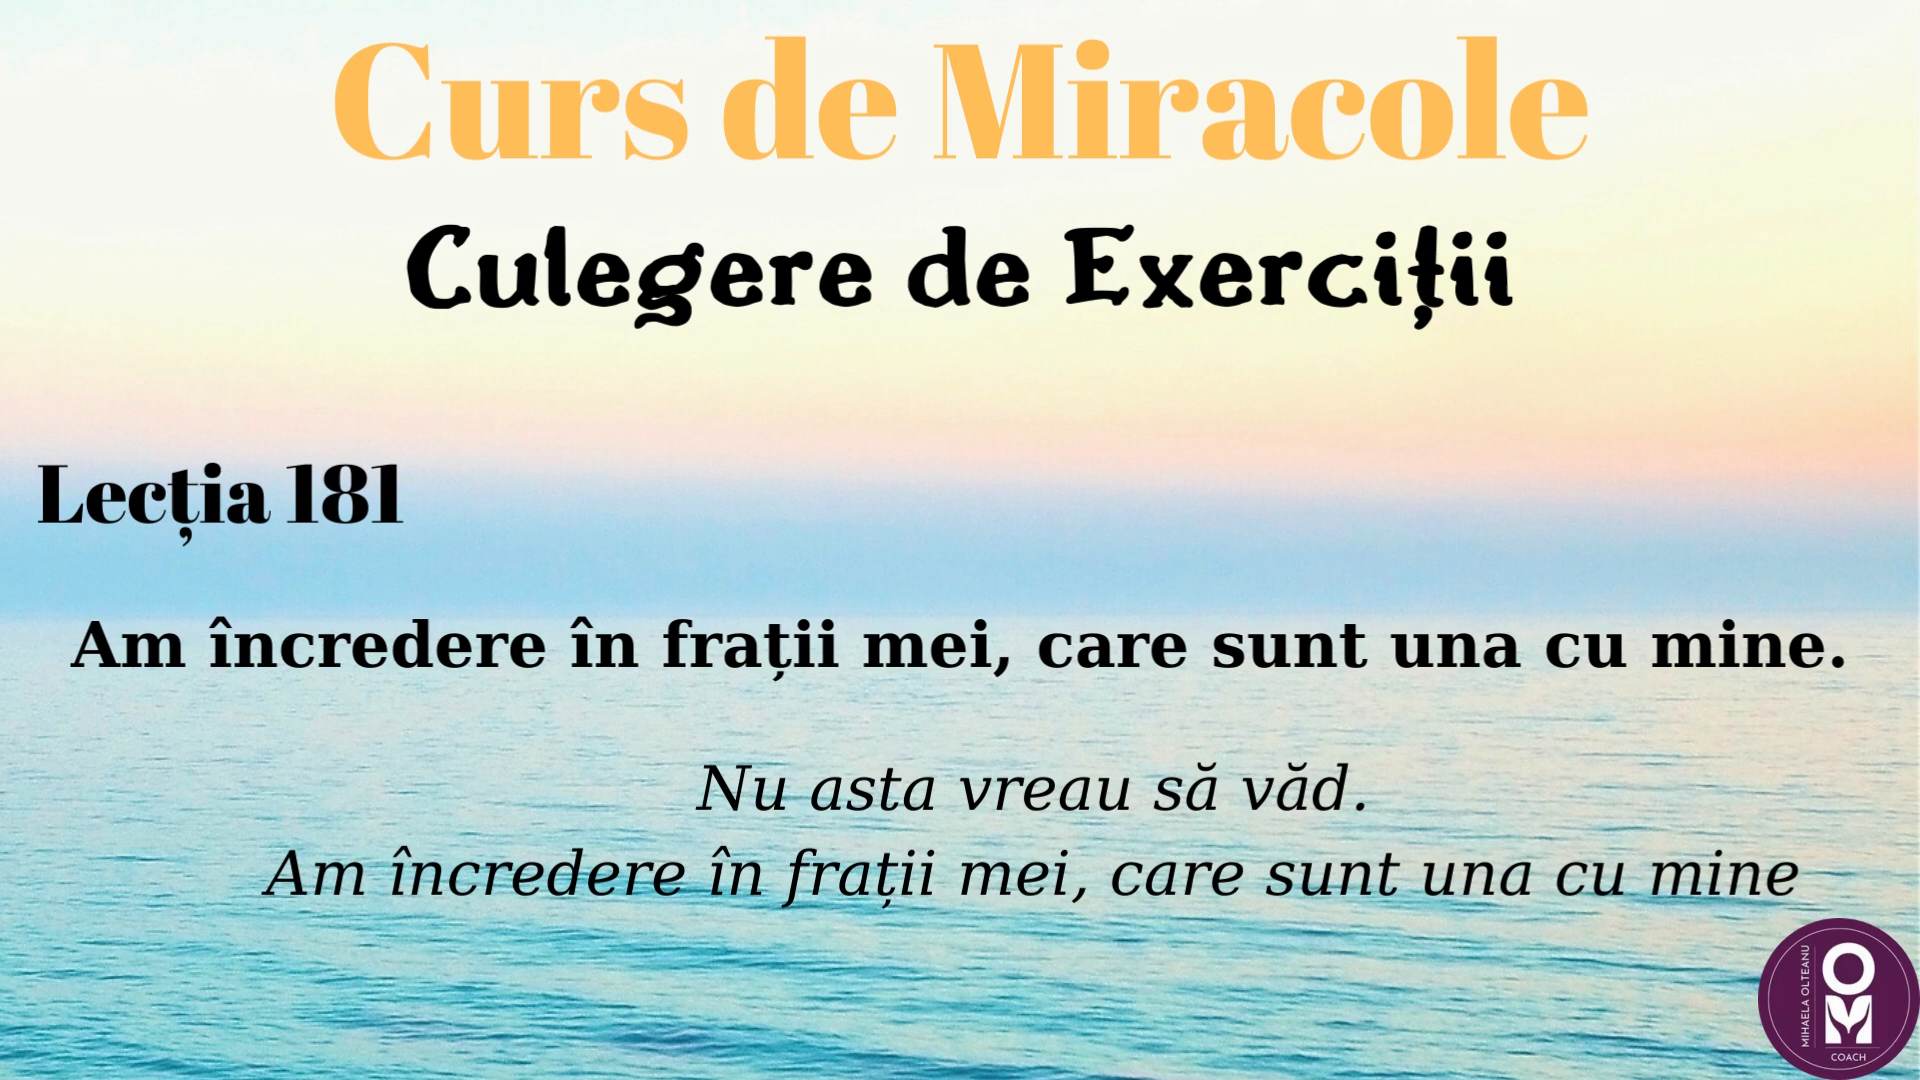 Curs de Miracole
Culegere de Exerciții
Lecția 181
Am încredere în frații mei, care sunt una cu mine.
Nu asta vreau să văd.
Am încredere în frații mei, care sunt una cu mine
MIHAELA OLTEANU
OM
COACH